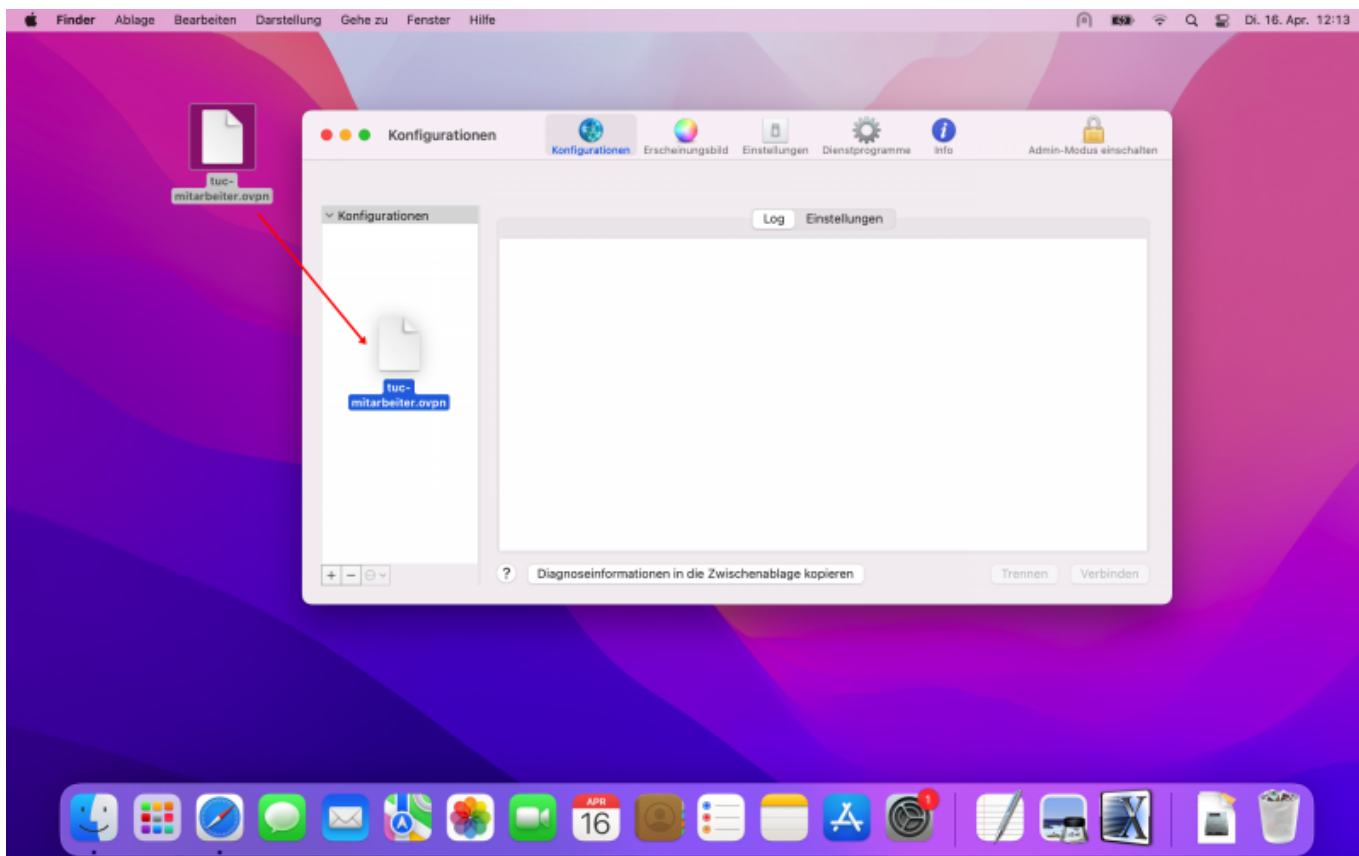 Finder Ablage Bearbeiten Darstellung Gehe zu Fenster Hilfe Di. 16. Apr. 12:13
tuc-
mitarbeiter.ovpn
Konfigurationen
Konfigurationen Erscheinungsbild Einstellungen Dienstprogramme Info Admin-Modus einschalten
Konfigurationen
Log Einstellungen
tuc-
mitarbeiter.ovpn
+ −
? Diagnoseinformationen in die Zwischenablage kopieren Trennen Verbinden
APR
16
1